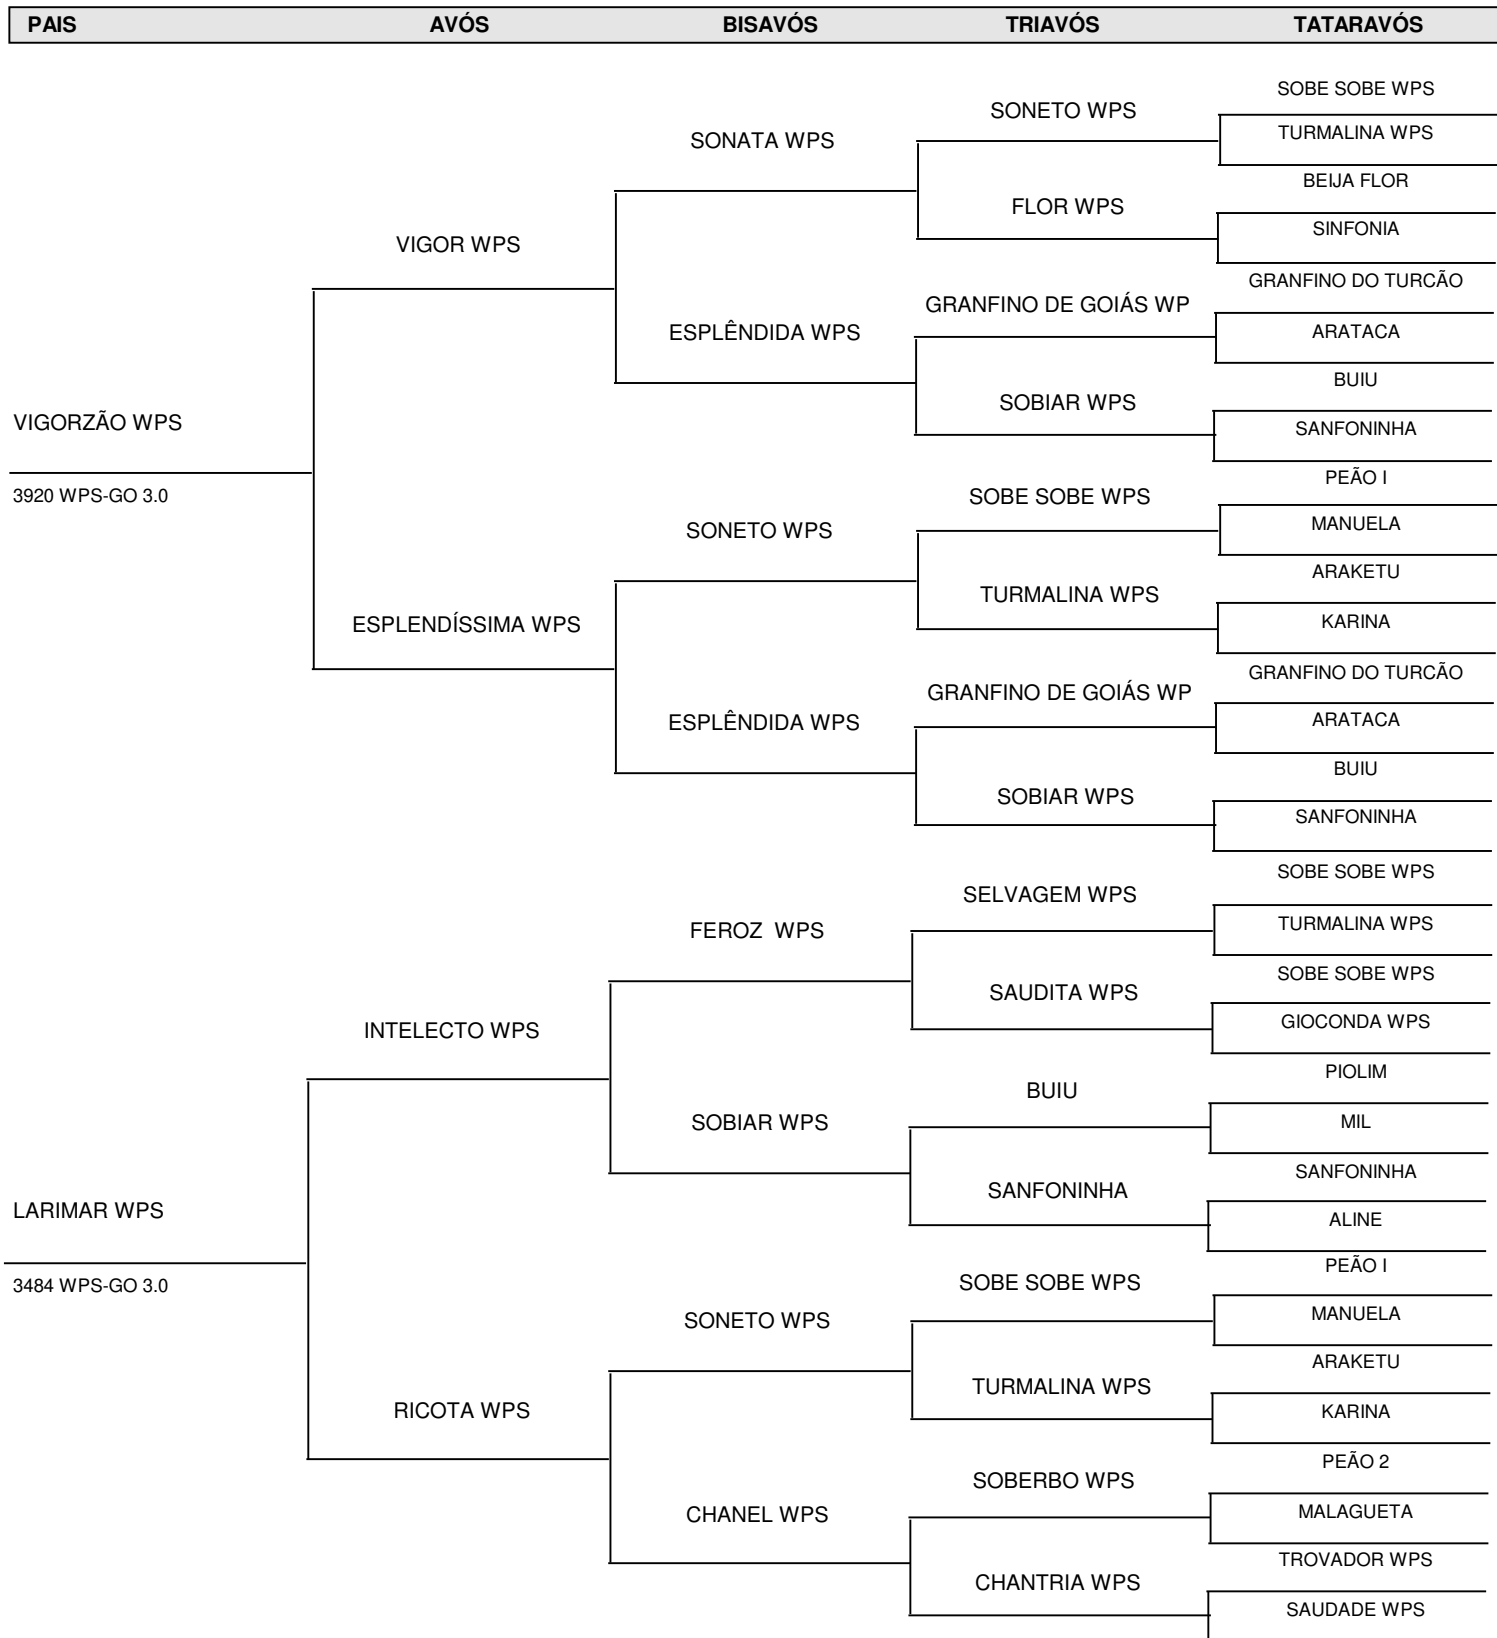 PAIS AVÓS BISAVÓS TRIAVÓS TATARAVÓS
SOBE SOBE WPS
SONETO WPS
TURMALINA WPS
SONATA WPS
BEIJA FLOR
FLOR WPS
SINFONIA
VIGOR WPS
GRANFINO DO TURCÃO
GRANFINO DE GOIÁS WP
ARATACA
ESPLÊNDIDA WPS
BUIU
SOBIAR WPS
VIGORZÃO WPS
SANFONINHA
PEÃO I
3920 WPS-GO 3.0
SOBE SOBE WPS
MANUELA
SONETO WPS
ARAKETU
TURMALINA WPS
KARINA
ESPLENDÍSSIMA WPS
GRANFINO DO TURCÃO
GRANFINO DE GOIÁS WP
ARATACA
ESPLÊNDIDA WPS
BUIU
SOBIAR WPS
SANFONINHA
SOBE SOBE WPS
SELVAGEM WPS
TURMALINA WPS
FEROZ WPS
SOBE SOBE WPS
SAUDITA WPS
GIOCONDA WPS
INTELECTO WPS
PIOLIM
BUIU
MIL
SOBIAR WPS
SANFONINHA
SANFONINHA
LARIMAR WPS
ALINE
PEÃO I
3484 WPS-GO 3.0
SOBE SOBE WPS
MANUELA
SONETO WPS
ARAKETU
TURMALINA WPS
KARINA
RICOTA WPS
PEÃO 2
SOBERBO WPS
MALAGUETA
CHANEL WPS
TROVADOR WPS
CHANTRIA WPS
SAUDADE WPS